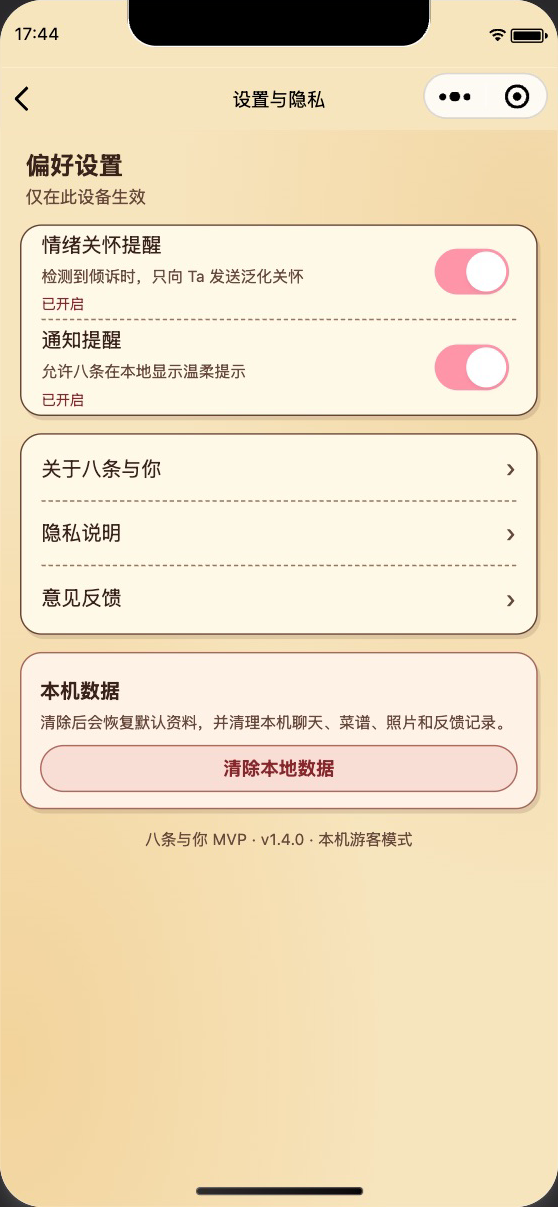 17:44
设置与隐私
偏好设置
仅在此设备生效
情绪关怀提醒
检测到倾诉时，只向 Ta 发送泛化关怀
已开启
通知提醒
允许八条在本地显示温柔提示
已开启
关于八条与你
隐私说明
意见反馈
本机数据
清除后会恢复默认资料，并清理本机聊天、菜谱、照片和反馈记录。
清除本地数据
八条与你 MVP · v1.4.0 · 本机游客模式